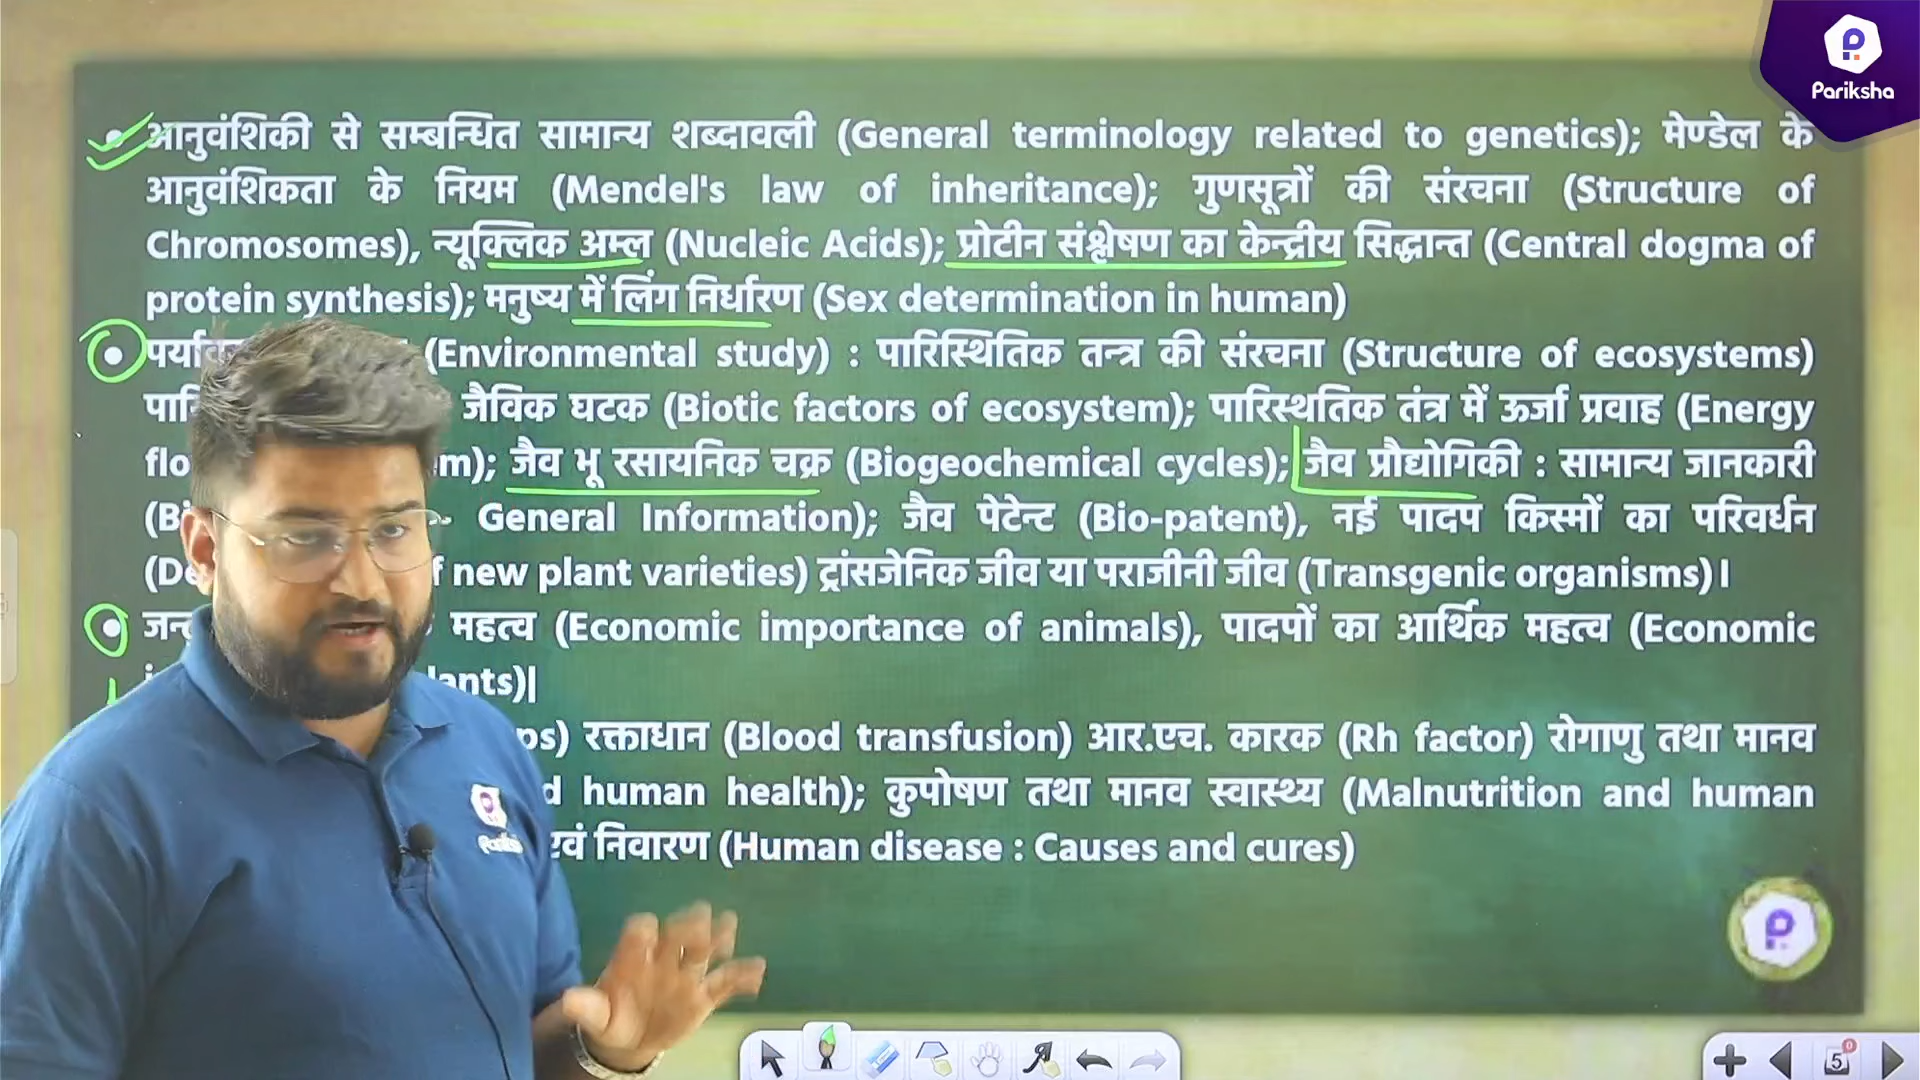 Pariksha
आनुवंशिकी से सम्बन्धित सामान्य शब्दावली (General terminology related to genetics); मेण्डेल के
आनुवंशिकता के नियम (Mendel's law of inheritance); गुणसूत्रों की संरचना (Structure of
Chromosomes), न्यूक्लिक अम्ल (Nucleic Acids); प्रोटीन संश्लेषण का केन्द्रीय सिद्धान्त (Central dogma of
protein synthesis); मनुष्य में लिंग निर्धारण (Sex determination in human)
(Environmental study) : पारिस्थितिक तन्त्र की संरचना (Structure of ecosystems)
जैविक घटक (Biotic factors of ecosystem); पारिस्थतिक तंत्र में ऊर्जा प्रवाह (Energy
जैव भू रसायनिक चक्र (Biogeochemical cycles); जैव प्रौद्योगिकी : सामान्य जानकारी
General Information); जैव पेटेन्ट (Bio-patent), नई पादप किस्मों का परिवर्धन
new plant varieties) ट्रांसजेनिक जीव या पराजीनी जीव (Transgenic organisms)।
महत्व (Economic importance of animals), पादपों का आर्थिक महत्व (Economic
lants)|
ps) रक्ताधान (Blood transfusion) आर.एच. कारक (Rh factor) रोगाणु तथा मानव
d human health); कुपोषण तथा मानव स्वास्थ्य (Malnutrition and human
एवं निवारण (Human disease : Causes and cures)
5
0